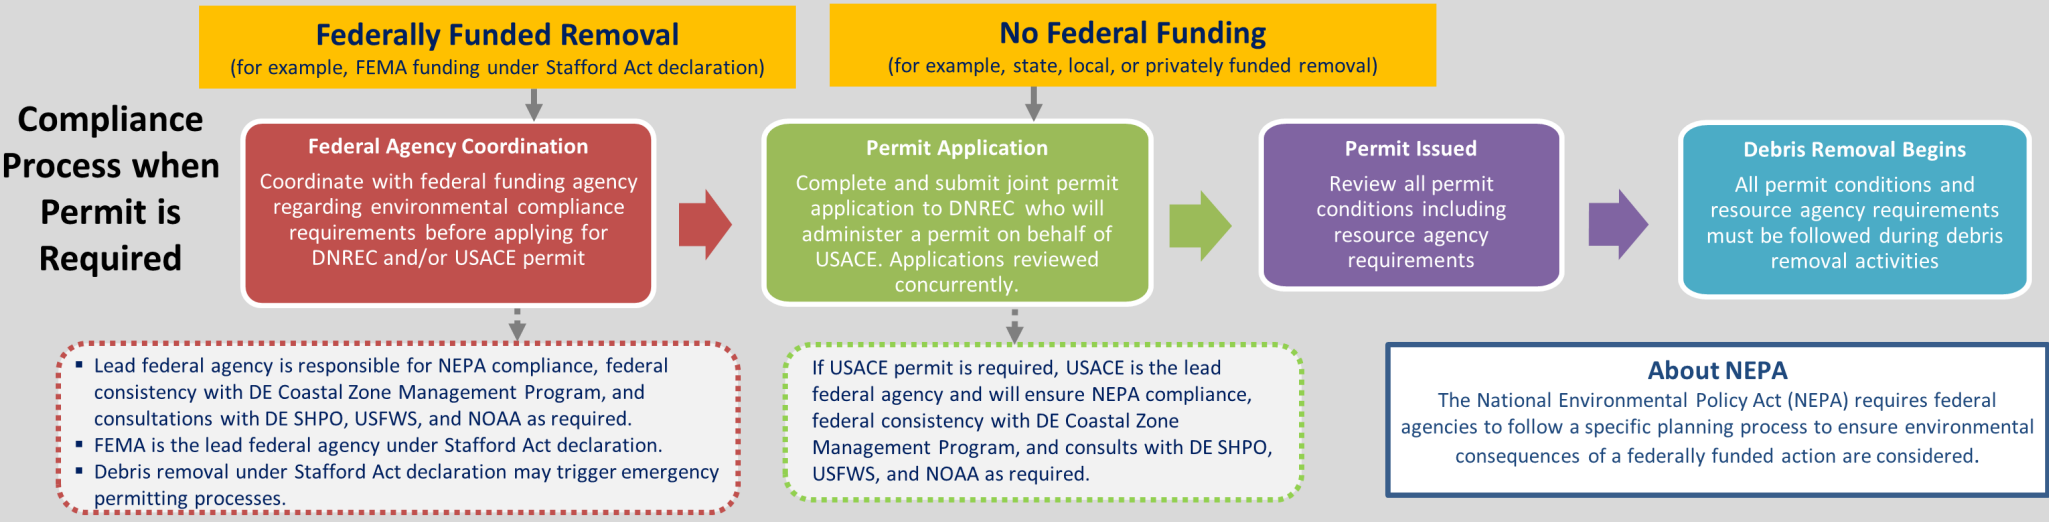 Federally Funded Removal
(for example, FEMA funding under Stafford Act declaration)
No Federal Funding
(for example, state, local, or privately funded removal)
Compliance
Process when
Permit is
Required
Federal Agency Coordination
Coordinate with federal funding agency
regarding environmental compliance
requirements before applying for
DNREC and/or USACE permit
Permit Application
Complete and submit joint permit
application to DNREC who will
administer a permit on behalf of
USACE. Applications reviewed
concurrently.
Permit Issued
Review all permit
conditions including
resource agency
requirements
Debris Removal Begins
All permit conditions and
resource agency requirements
must be followed during debris
removal activities
▪ Lead federal agency is responsible for NEPA compliance, federal
consistency with DE Coastal Zone Management Program, and
consultations with DE SHPO, USFWS, and NOAA as required.
▪ FEMA is the lead federal agency under Stafford Act declaration.
▪ Debris removal under Stafford Act declaration may trigger emergency
permitting processes.
If USACE permit is required, USACE is the lead
federal agency and will ensure NEPA compliance,
federal consistency with DE Coastal Zone
Management Program, and consults with DE SHPO,
USFWS, and NOAA as required.
About NEPA
The National Environmental Policy Act (NEPA) requires federal
agencies to follow a specific planning process to ensure environmental
consequences of a federally funded action are considered.